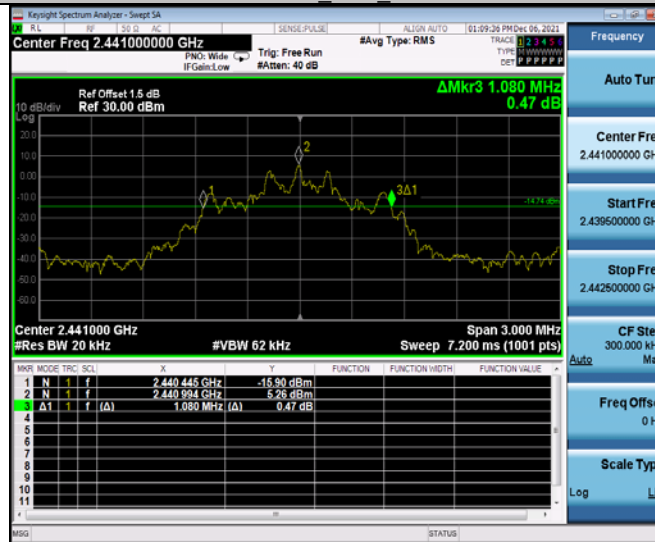 Keysight Spectrum Analyzer - Swept SA
RL RF 50 Ω AC SENSE:PULSE ALIGN AUTO 01:09:36 PM Dec 06, 2021
Center Freq 2.441000000 GHz
PNO: Wide
IFGain:Low
Trig: Free Run
#Atten: 40 dB
#Avg Type: RMS
TRACE 1 2 3 4 5 6
TYPE M WWWWW
DET P P P P P P
Frequency
Auto Tun
Center Fre
2.441000000 GH
Start Fre
2.439500000 GH
Stop Fre
2.442500000 GH
CF Ste
300.000 kH
Auto Ma
Freq Offs
0 H
Scale Typ
Log L
ΔMkr3 1.080 MHz
0.47 dB
Ref Offset 1.5 dB
10 dB/div Ref 30.00 dBm
Log
20.0
10.0
0.00
-10.0
-20.0
-30.0
-40.0
-50.0
-60.0
1
2
3Δ1
-14.74 dBm
Center 2.441000 GHz Span 3.000 MHz
#Res BW 20 kHz #VBW 62 kHz Sweep 7.200 ms (1001 pts)
MKR MODE TRC SCL X Y FUNCTION FUNCTION WIDTH FUNCTION VALUE
1 N 1 f 2.440 445 GHz -15.90 dBm
2 N 1 f 2.440 994 GHz 5.26 dBm
3 Δ1 1 f (Δ) 1.080 MHz (Δ) 0.47 dB
4
5
6
7
8
9
10
11
MSG STATUS